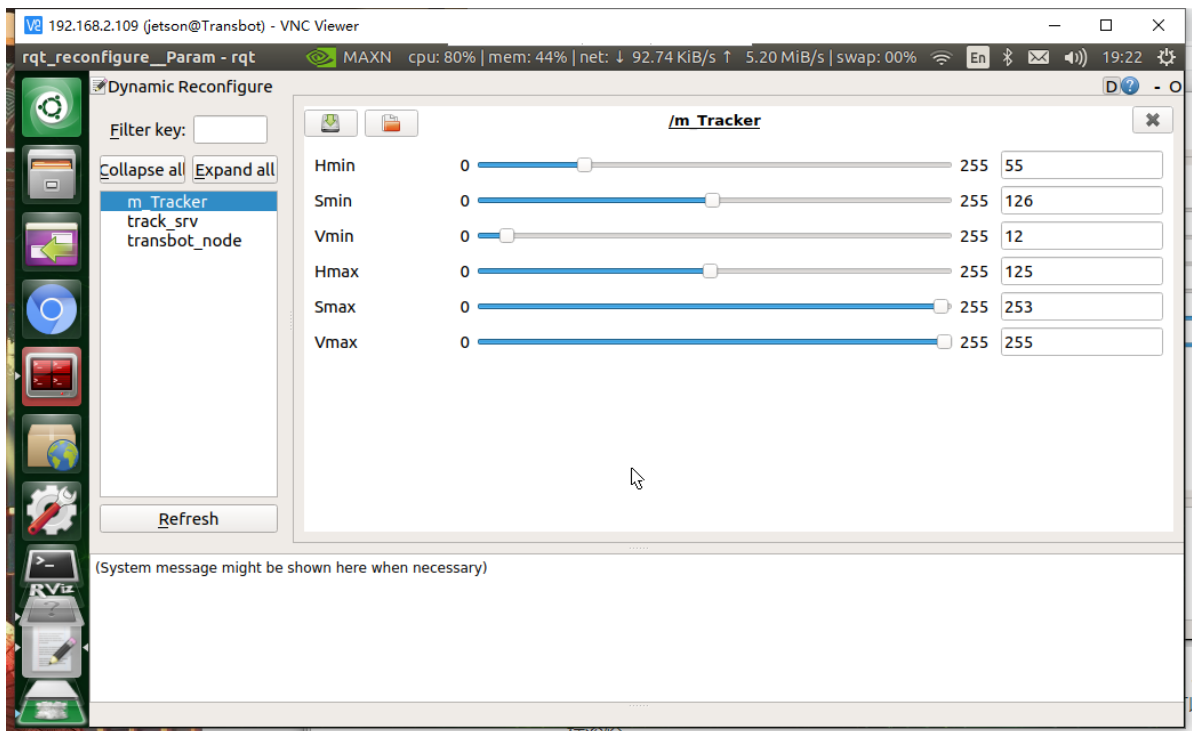 192.168.2.109 (jetson@Transbot) - VNC Viewer
rqt_reconfigure__Param - rqt MAXN cpu: 80% | mem: 44% | net: ↓ 92.74 KiB/s ↑ 5.20 MiB/s | swap: 00% En 19:22
Dynamic Reconfigure D? - O
Filter key:
/m_Tracker
Collapse all Expand all
m_Tracker
track_srv
transbot_node
Refresh
Hmin 0 255 55
Smin 0 255 126
Vmin 0 255 12
Hmax 0 255 125
Smax 0 255 253
Vmax 0 255 255
(System message might be shown here when necessary)
RViz